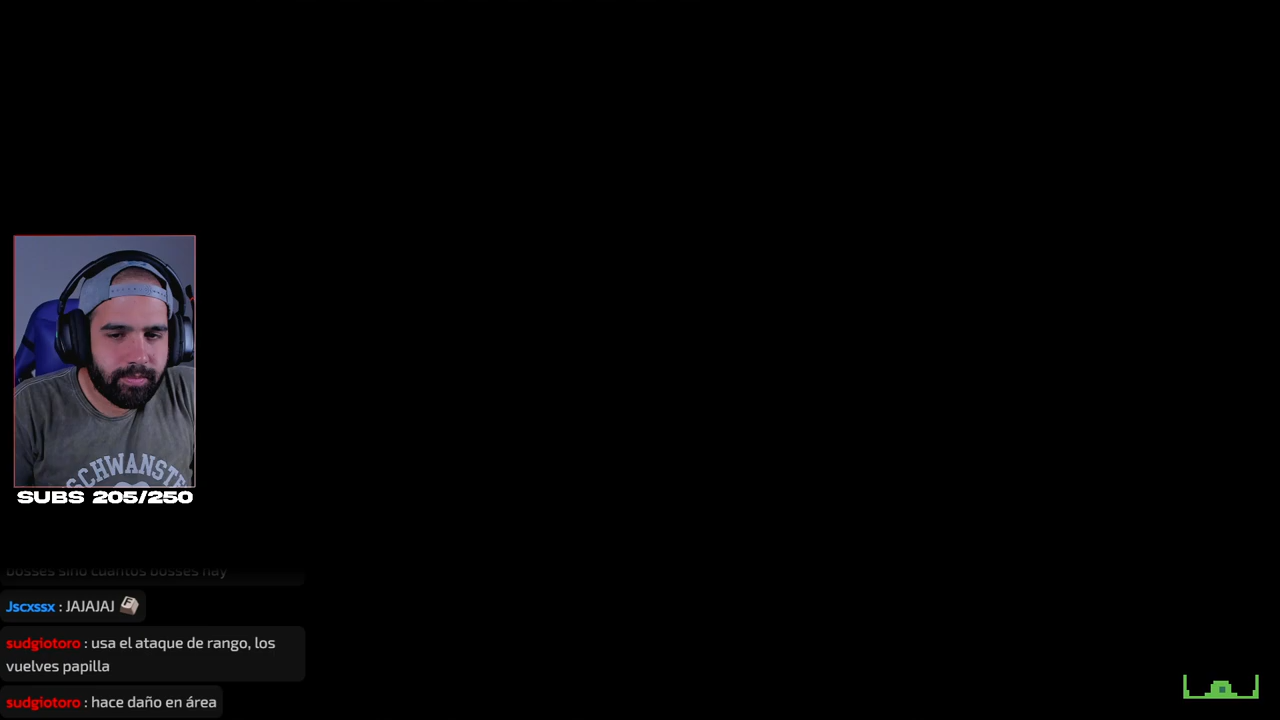 SCHWANSTE
SUBS 205/250
bosses sino cuantos bosses hay
Jscxssx : JAJAJAJ
sudgiotoro : usa el ataque de rango, los
vuelves papilla
sudgiotoro : hace daño en área